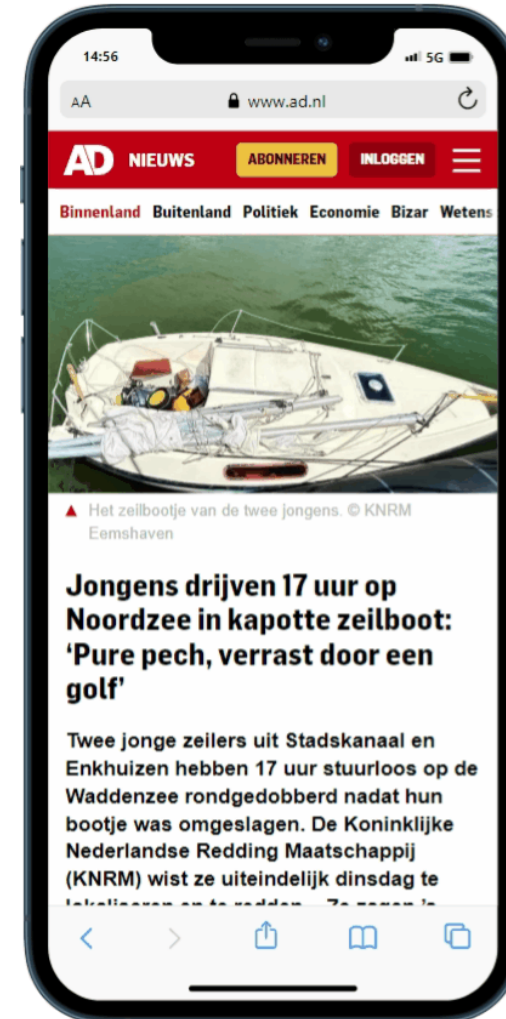 14:56 5G
AA www.ad.nl
AD NIEUWS ABONNEREN INLOGGEN
Binnenland Buitenland Politiek Economie Bizar Wetens
Het zeilbootje van de twee jongens. © KNRM
Eemshaven
Jongens drijven 17 uur op
Noordzee in kapotte zeilboot:
‘Pure pech, verrast door een
golf’
Twee jonge zeilers uit Stadskanaal en
Enkhuizen hebben 17 uur stuurloos op de
Waddenzee rondgedobberd nadat hun
bootje was omgeslagen. De Koninklijke
Nederlandse Redding Maatschappij
(KNRM) wist ze uiteindelijk dinsdag te